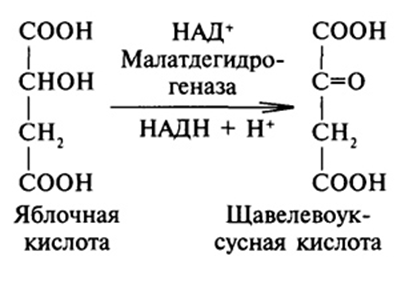 COOH
CHOH
CH₂
COOH
Яблочная
кислота
НАД⁺
Малатдегидро-
геназа
НАДН + Н⁺
COOH
C=O
CH₂
COOH
Щавелевоук-
сусная кислота